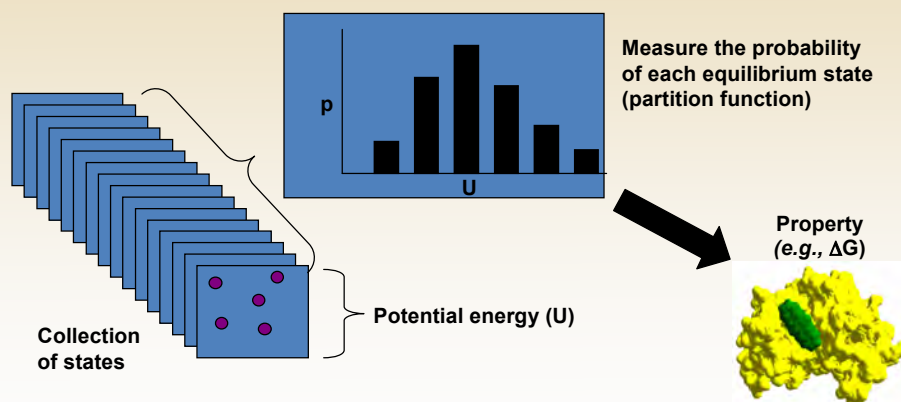 Measure the probability
of each equilibrium state
(partition function)
p
U
Property
(e.g., ΔG)
Potential energy (U)
Collection
of states